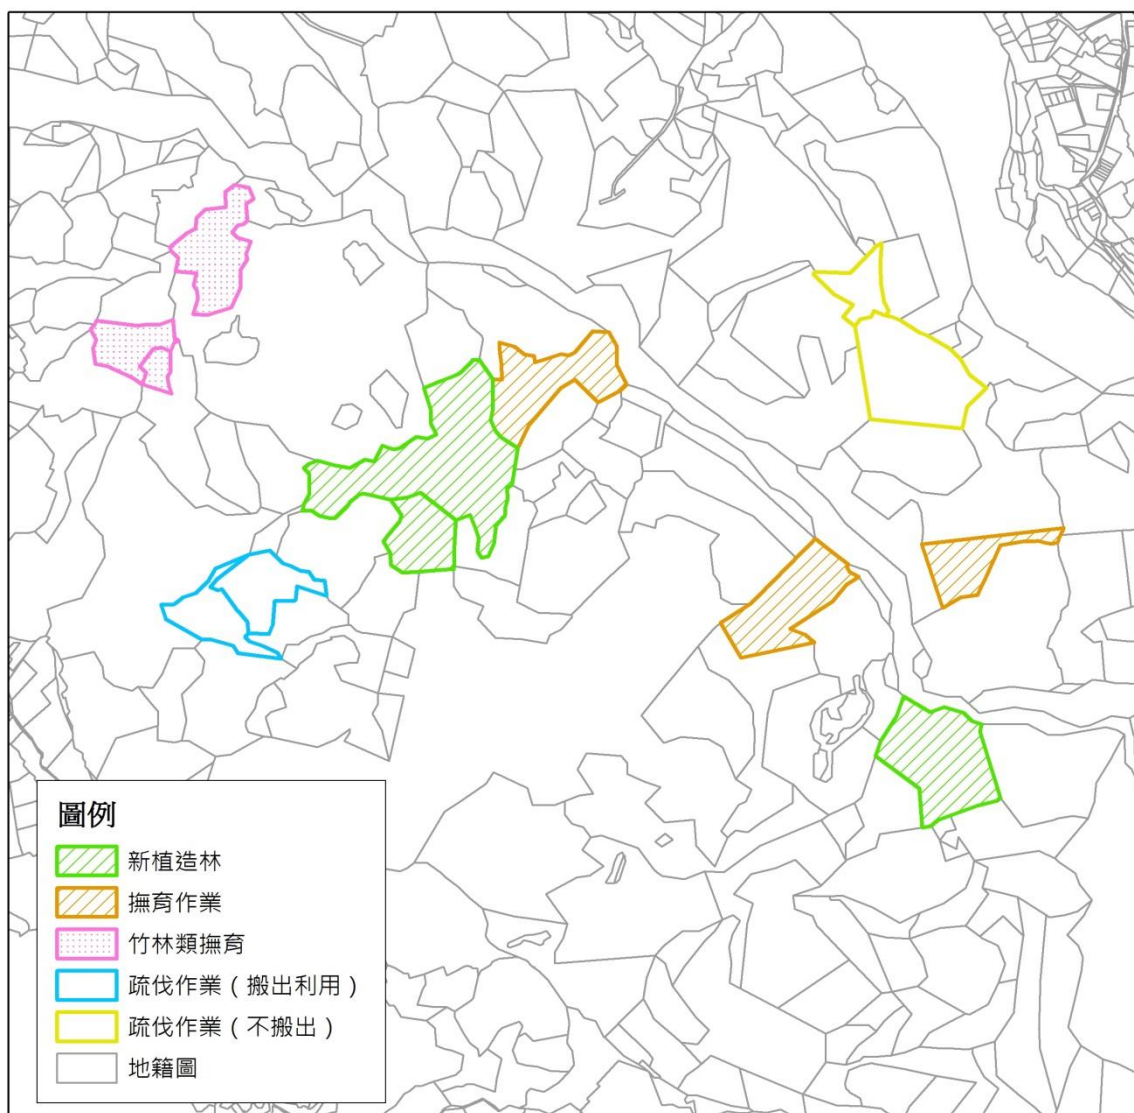 圖例
新植造林
撫育作業
竹林類撫育
疏伐作業（搬出利用）
疏伐作業（不搬出）
地籍圖